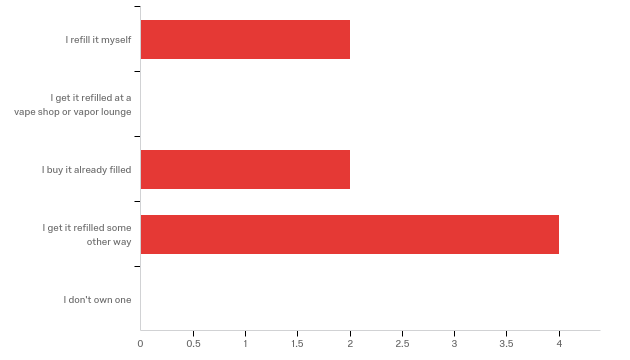 I refill it myself
I get it refilled at a
vape shop or vapor lounge
I buy it already filled
I get it refilled some
other way
I don't own one
0 0.5 1 1.5 2 2.5 3 3.5 4